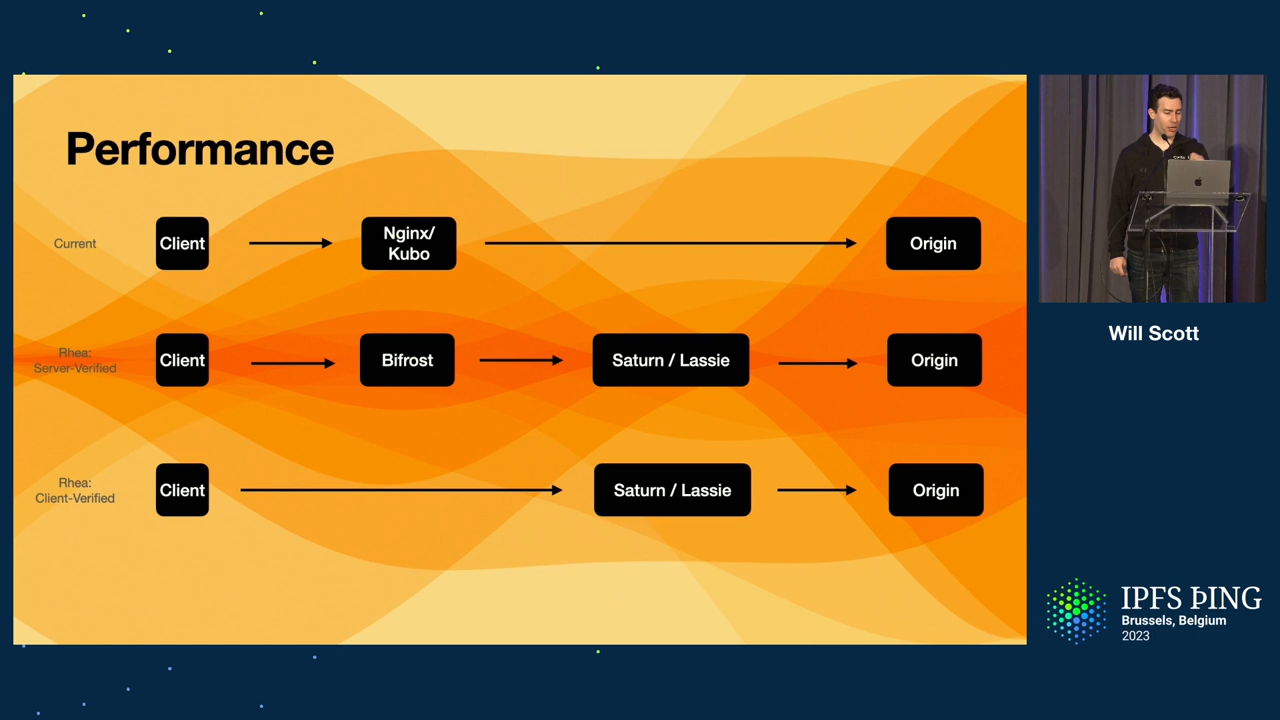 Performance
Current
Client
Nginx/
Kubo
Origin
Rhea:
Server-Verified
Client
Bifrost
Saturn / Lassie
Origin
Rhea:
Client-Verified
Client
Saturn / Lassie
Origin
Will Scott
IPFS ÞING
Brussels, Belgium
2023